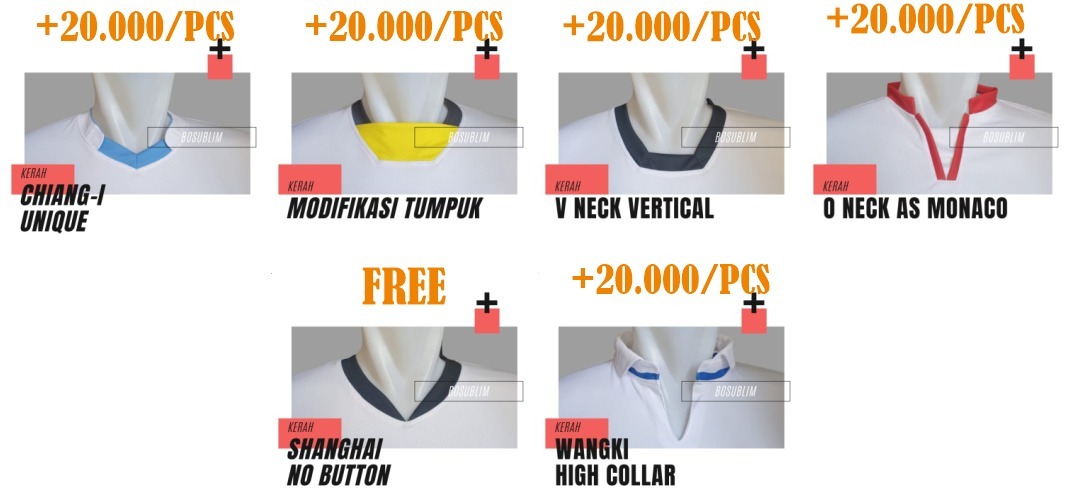 +20.000/PCS
+
BOSUBLIM
KERAH
CHIANG-I
UNIQUE
+20.000/PCS
+
BOSUBLIM
KERAH
MODIFIKASI TUMPUK
+20.000/PCS
+
BOSUBLIM
KERAH
V NECK VERTICAL
+20.000/PCS
+
BOSUBLIM
KERAH
O NECK AS MONACO
FREE
+
BOSUBLIM
KERAH
SHANGHAI
NO BUTTON
+20.000/PCS
+
BOSUBLIM
KERAH
WANGKI
HIGH COLLAR